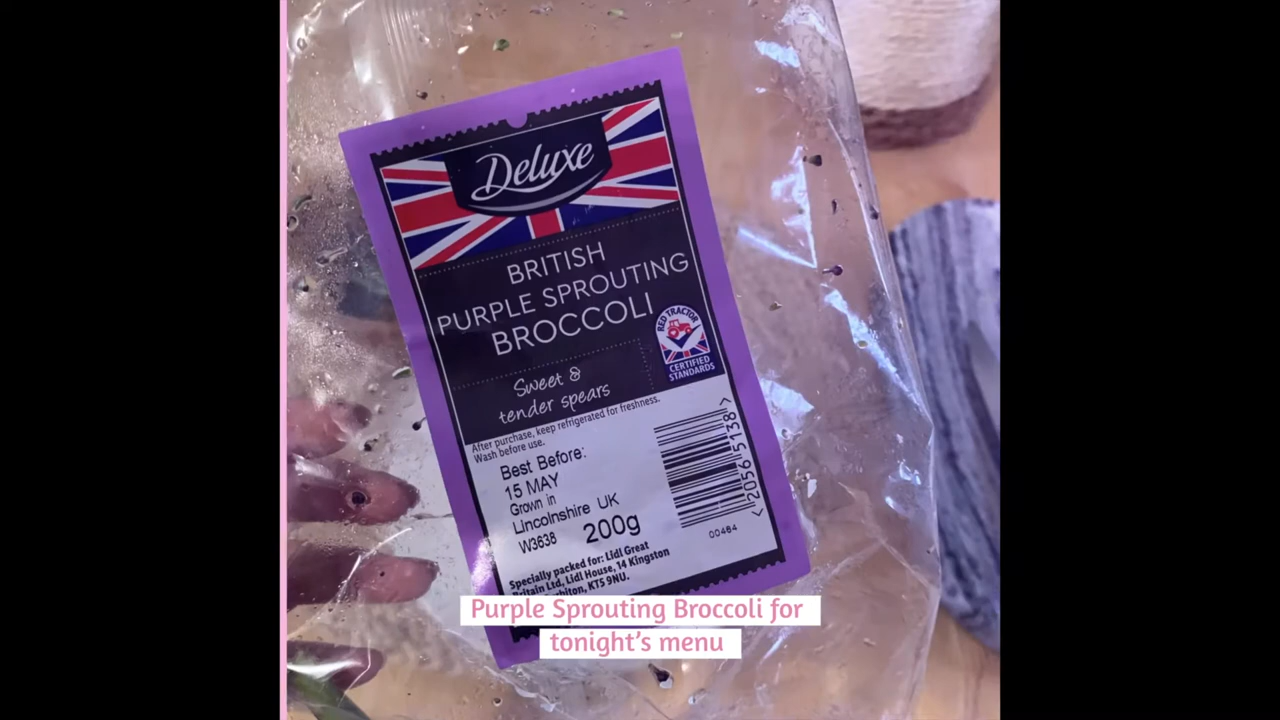 Deluxe
BRITISH
PURPLE SPROUTING
BROCCOLI
RED TRACTOR
CERTIFIED
STANDARDS
Sweet &
tender spears
After purchase, keep refrigerated for freshness.
Wash before use.
Best Before:
15 MAY
Grown in
Lincolnshire UK
W3638
200g
< 2056 5138 >
00464
Specially packed for: Lidl Great
Britain Ltd, Lidl House, 14 Kingston
KT5 9NU.
Purple Sprouting Broccoli for
tonight's menu